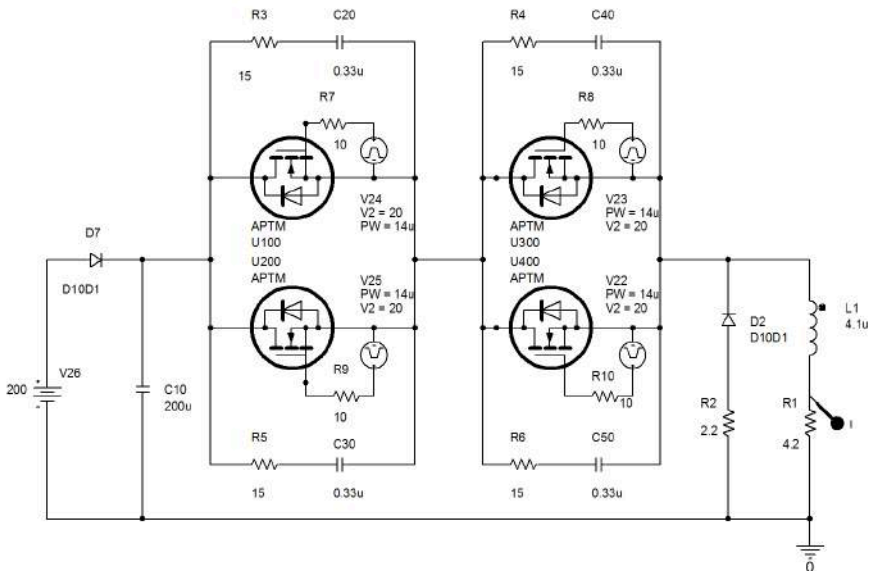 R3
C20
15
0.33u
R7
10
V24
V2 = 20
PW = 14u
APTM
U100
U200
APTM
V25
PW = 14u
V2 = 20
R9
10
R5
C30
15
0.33u
R4
C40
15
0.33u
R8
10
V23
PW = 14u
V2 = 20
APTM
U300
U400
APTM
V22
PW = 14u
V2 = 20
R10
10
R6
C50
15
0.33u
D7
D10D1
200
+
V26
-
C10
200u
D2
D10D1
R2
2.2
L1
4.1u
R1
4.2
I
0